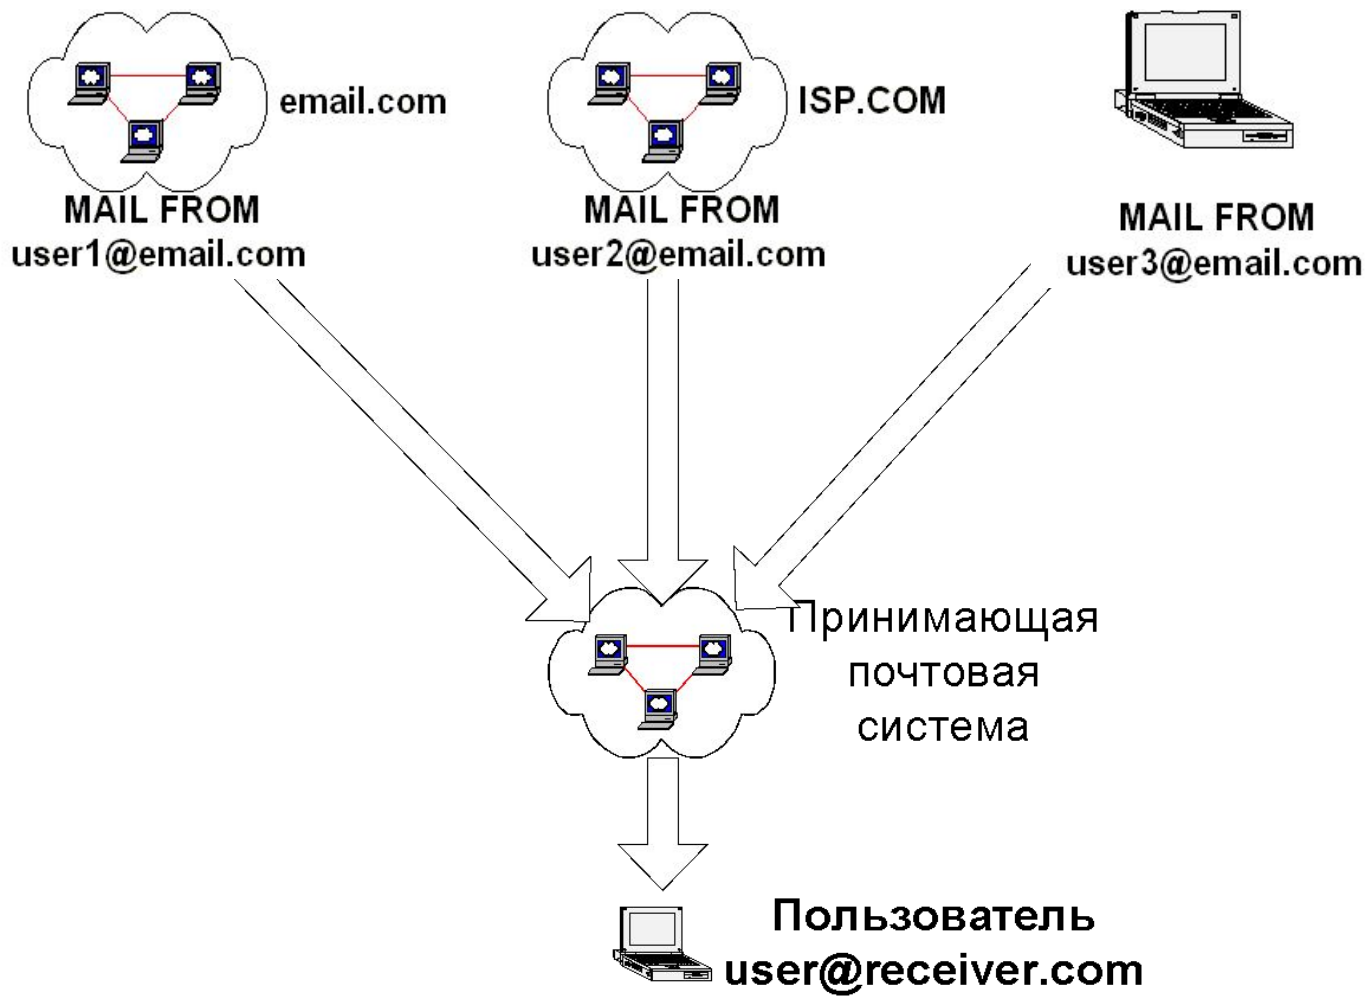 email.com
ISP.COM
MAIL FROM
user1@email.com
MAIL FROM
user2@email.com
MAIL FROM
user3@email.com
Принимающая
почтовая
система
Пользователь
user@receiver.com